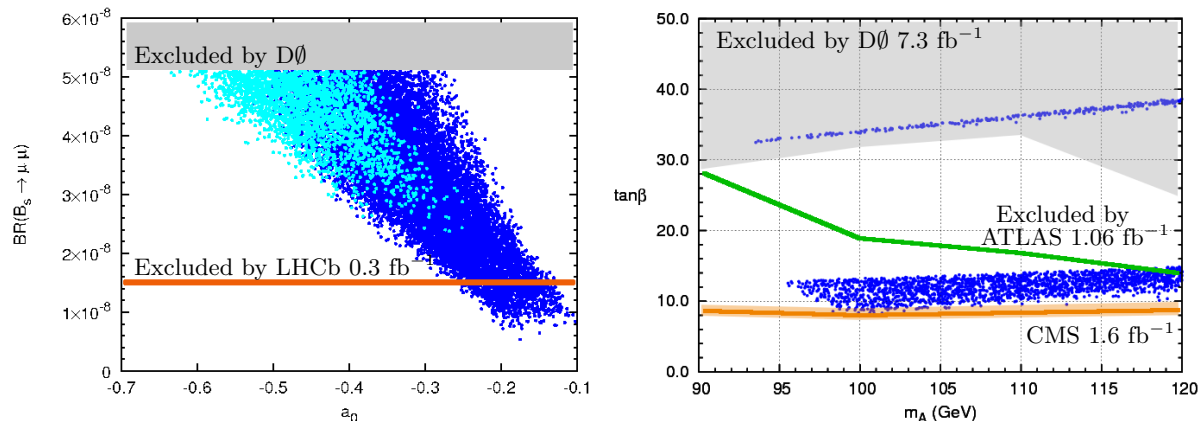 6×10⁻⁸
5×10⁻⁸
4×10⁻⁸
3×10⁻⁸
2×10⁻⁸
1×10⁻⁸
0
BR(B_s → μ μ)
Excluded by DØ
Excluded by LHCb 0.3 fb⁻¹
-0.7 -0.6 -0.5 -0.4 -0.3 -0.2 -0.1
a₀
50.0
40.0
30.0
20.0
10.0
0.0
tanβ
Excluded by DØ 7.3 fb⁻¹
Excluded by
ATLAS 1.06 fb⁻¹
CMS 1.6 fb⁻¹
90 95 100 105 110 115 120
m_A (GeV)